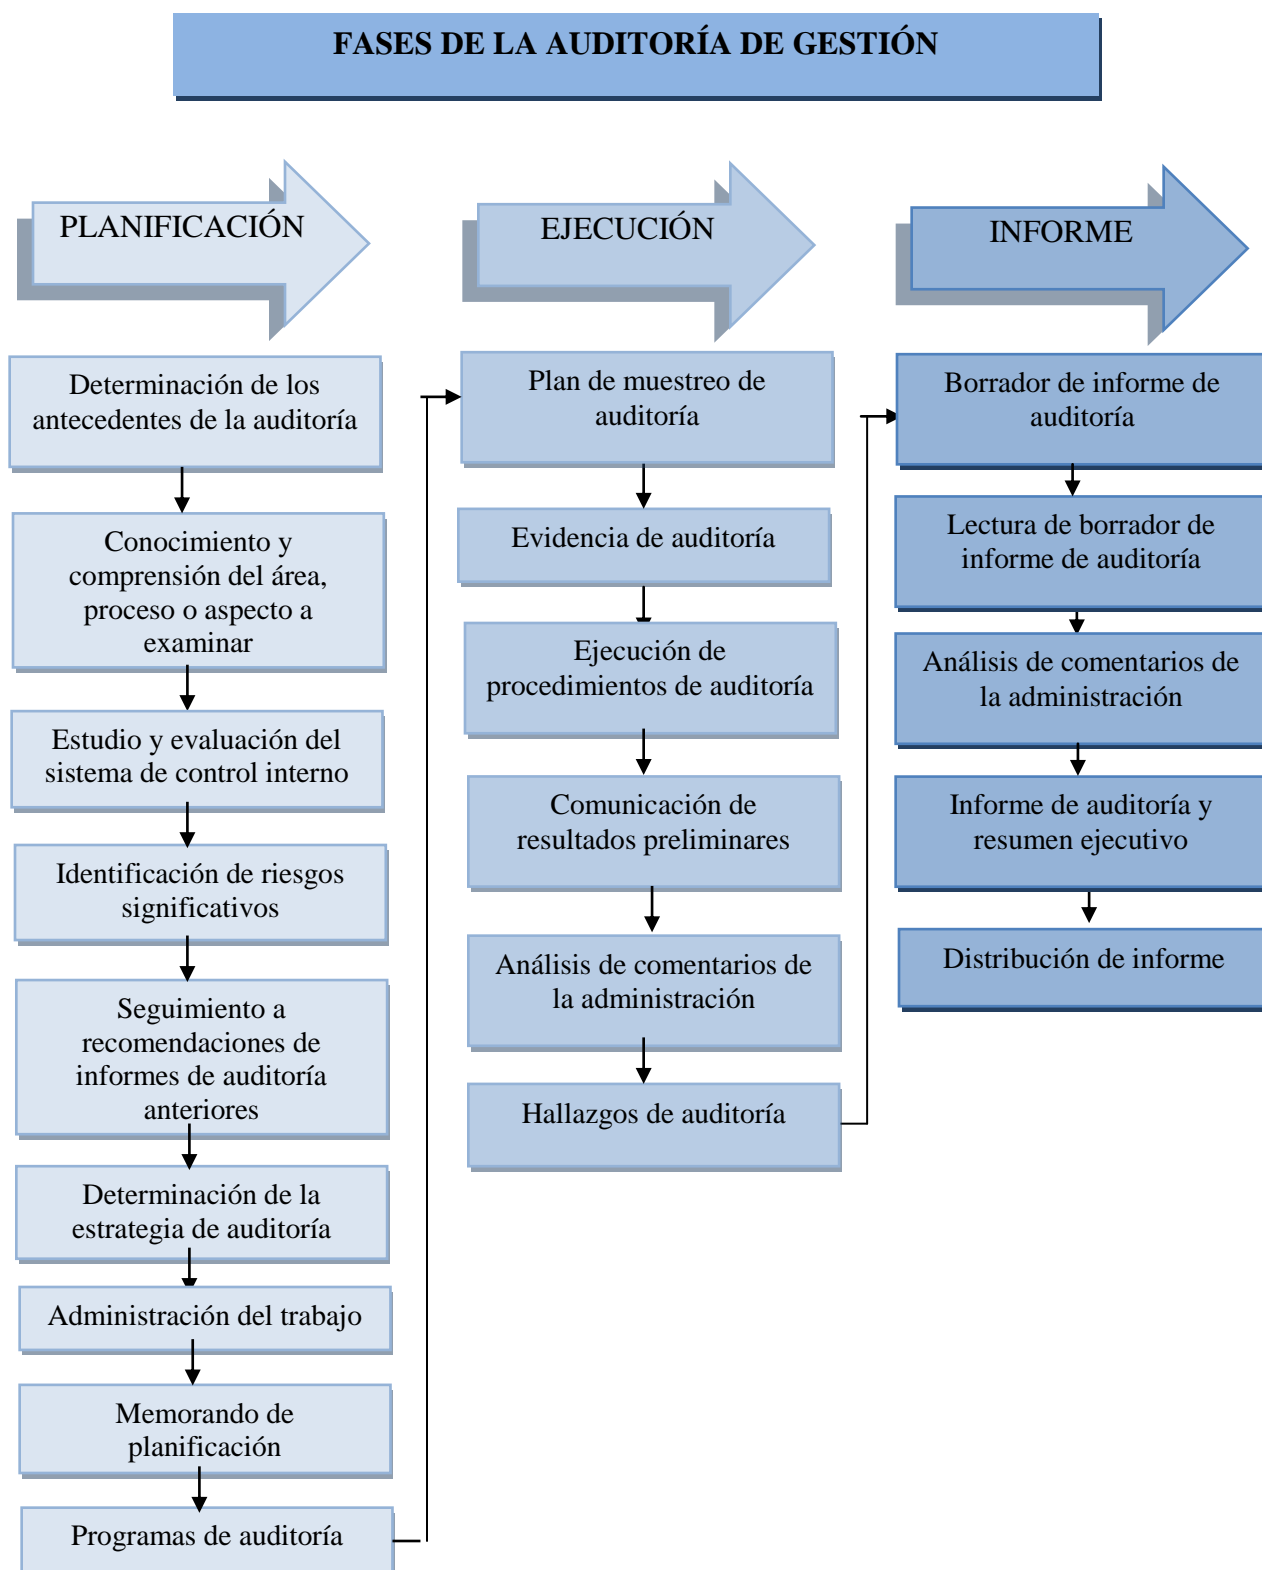 FASES DE LA AUDITORÍA DE GESTIÓN
PLANIFICACIÓN
Determinación de los
antecedentes de la auditoría
Conocimiento y
comprensión del área,
proceso o aspecto a
examinar
Estudio y evaluación del
sistema de control interno
Identificación de riesgos
significativos
Seguimiento a
recomendaciones de
informes de auditoría
anteriores
Determinación de la
estrategia de auditoría
Administración del trabajo
Memorando de
planificación
Programas de auditoría
EJECUCIÓN
Plan de muestreo de
auditoría
Evidencia de auditoría
Ejecución de
procedimientos de auditoría
Comunicación de
resultados preliminares
Análisis de comentarios de
la administración
Hallazgos de auditoría
INFORME
Borrador de informe de
auditoría
Lectura de borrador de
informe de auditoría
Análisis de comentarios de
la administración
Informe de auditoría y
resumen ejecutivo
Distribución de informe